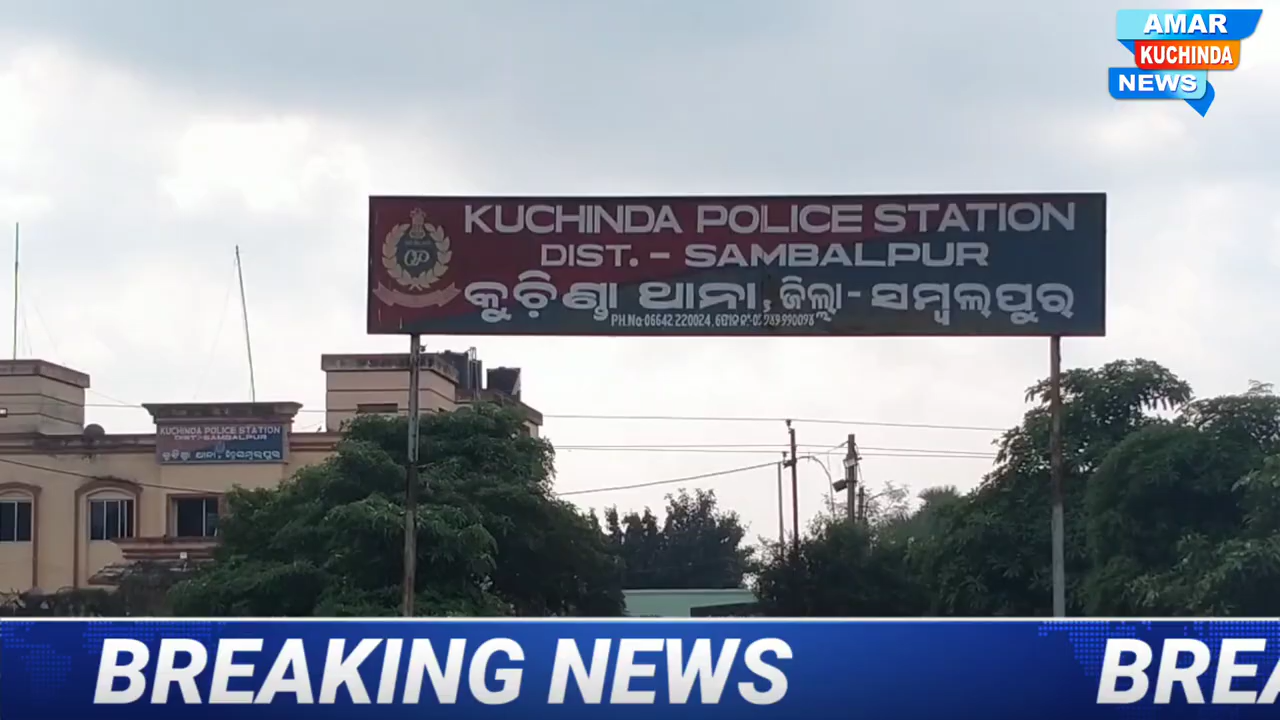 AMAR
KUCHINDA
NEWS
KUCHINDA POLICE STATION
DIST. - SAMBALPUR
କୁଚିଣ୍ଡା ଥାନା, ଜିଲ୍ଲା - ସମ୍ବଲପୁର
PH.No: 06642.220024,
KUCHINDA POLICE STATION
DIST:-SAMBALPUR
କୁଚିଣ୍ଡା ଥାନା,
BREAKING NEWS
BREA